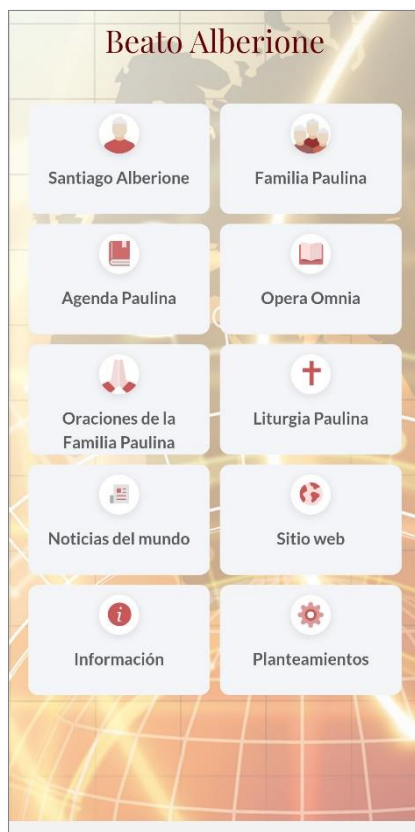 Beato Alberione
Santiago Alberione
Familia Paulina
Agenda Paulina
Opera Omnia
Oraciones de la
Familia Paulina
Liturgia Paulina
Noticias del mundo
Sitio web
Información
Planteamientos